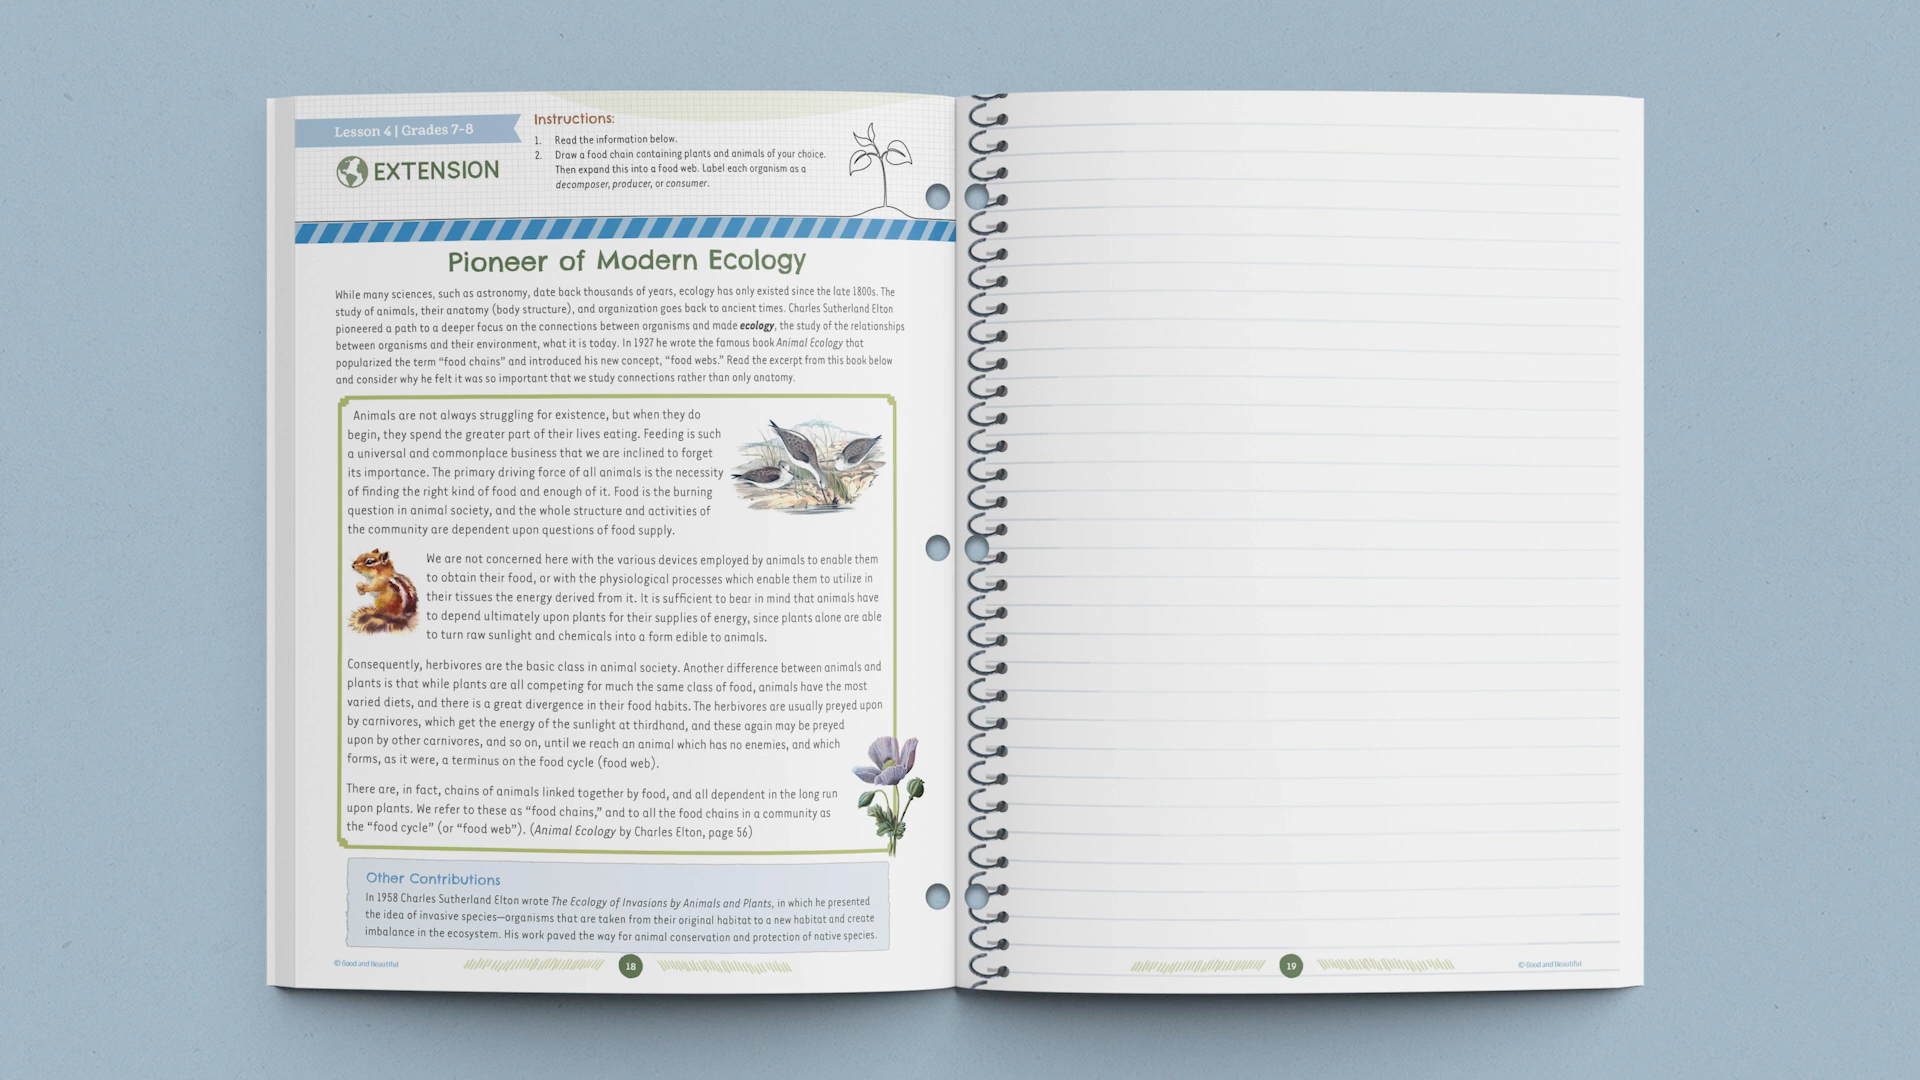 Lesson 4 | Grades 7–8
EXTENSION
Instructions:
1. Read the information below.
2. Draw a food chain containing plants and animals of your choice.
Then expand this into a food web. Label each organism as a
decomposer, producer, or consumer.
Pioneer of Modern Ecology
While many sciences, such as astronomy, date back thousands of years, ecology has only existed since the late 1800s. The
study of animals, their anatomy (body structure), and organization goes back to ancient times. Charles Sutherland Elton
pioneered a path to a deeper focus on the connections between organisms and made ecology, the study of the relationships
between organisms and their environment, what it is today. In 1927 he wrote the famous book Animal Ecology that
popularized the term “food chains” and introduced his new concept, “food webs.” Read the excerpt from this book below
and consider why he felt it was so important that we study connections rather than only anatomy.
Animals are not always struggling for existence, but when they do
begin, they spend the greater part of their lives eating. Feeding is such
a universal and commonplace business that we are inclined to forget
its importance. The primary driving force of all animals is the necessity
of finding the right kind of food and enough of it. Food is the burning
question in animal society, and the whole structure and activities of
the community are dependent upon questions of food supply.
We are not concerned here with the various devices employed by animals to enable them
to obtain their food, or with the physiological processes which enable them to utilize in
their tissues the energy derived from it. It is sufficient to bear in mind that animals have
to depend ultimately upon plants for their supplies of energy, since plants alone are able
to turn raw sunlight and chemicals into a form edible to animals.
Consequently, herbivores are the basic class in animal society. Another difference between animals and
plants is that while plants are all competing for much the same class of food, animals have the most
varied diets, and there is a great divergence in their food habits. The herbivores are usually preyed upon
by carnivores, which get the energy of the sunlight at thirdhand, and these again may be preyed
upon by other carnivores, and so on, until we reach an animal which has no enemies, and which
forms, as it were, a terminus on the food cycle (food web).
There are, in fact, chains of animals linked together by food, and all dependent in the long run
upon plants. We refer to these as “food chains,” and to all the food chains in a community as
the “food cycle” (or “food web”). (Animal Ecology by Charles Elton, page 56)
Other Contributions
In 1958 Charles Sutherland Elton wrote The Ecology of Invasions by Animals and Plants, in which he presented
the idea of invasive species—organisms that are taken from their original habitat to a new habitat and create
imbalance in the ecosystem. His work paved the way for animal conservation and protection of native species.
© Good and Beautiful
18
19
© Good and Beautiful